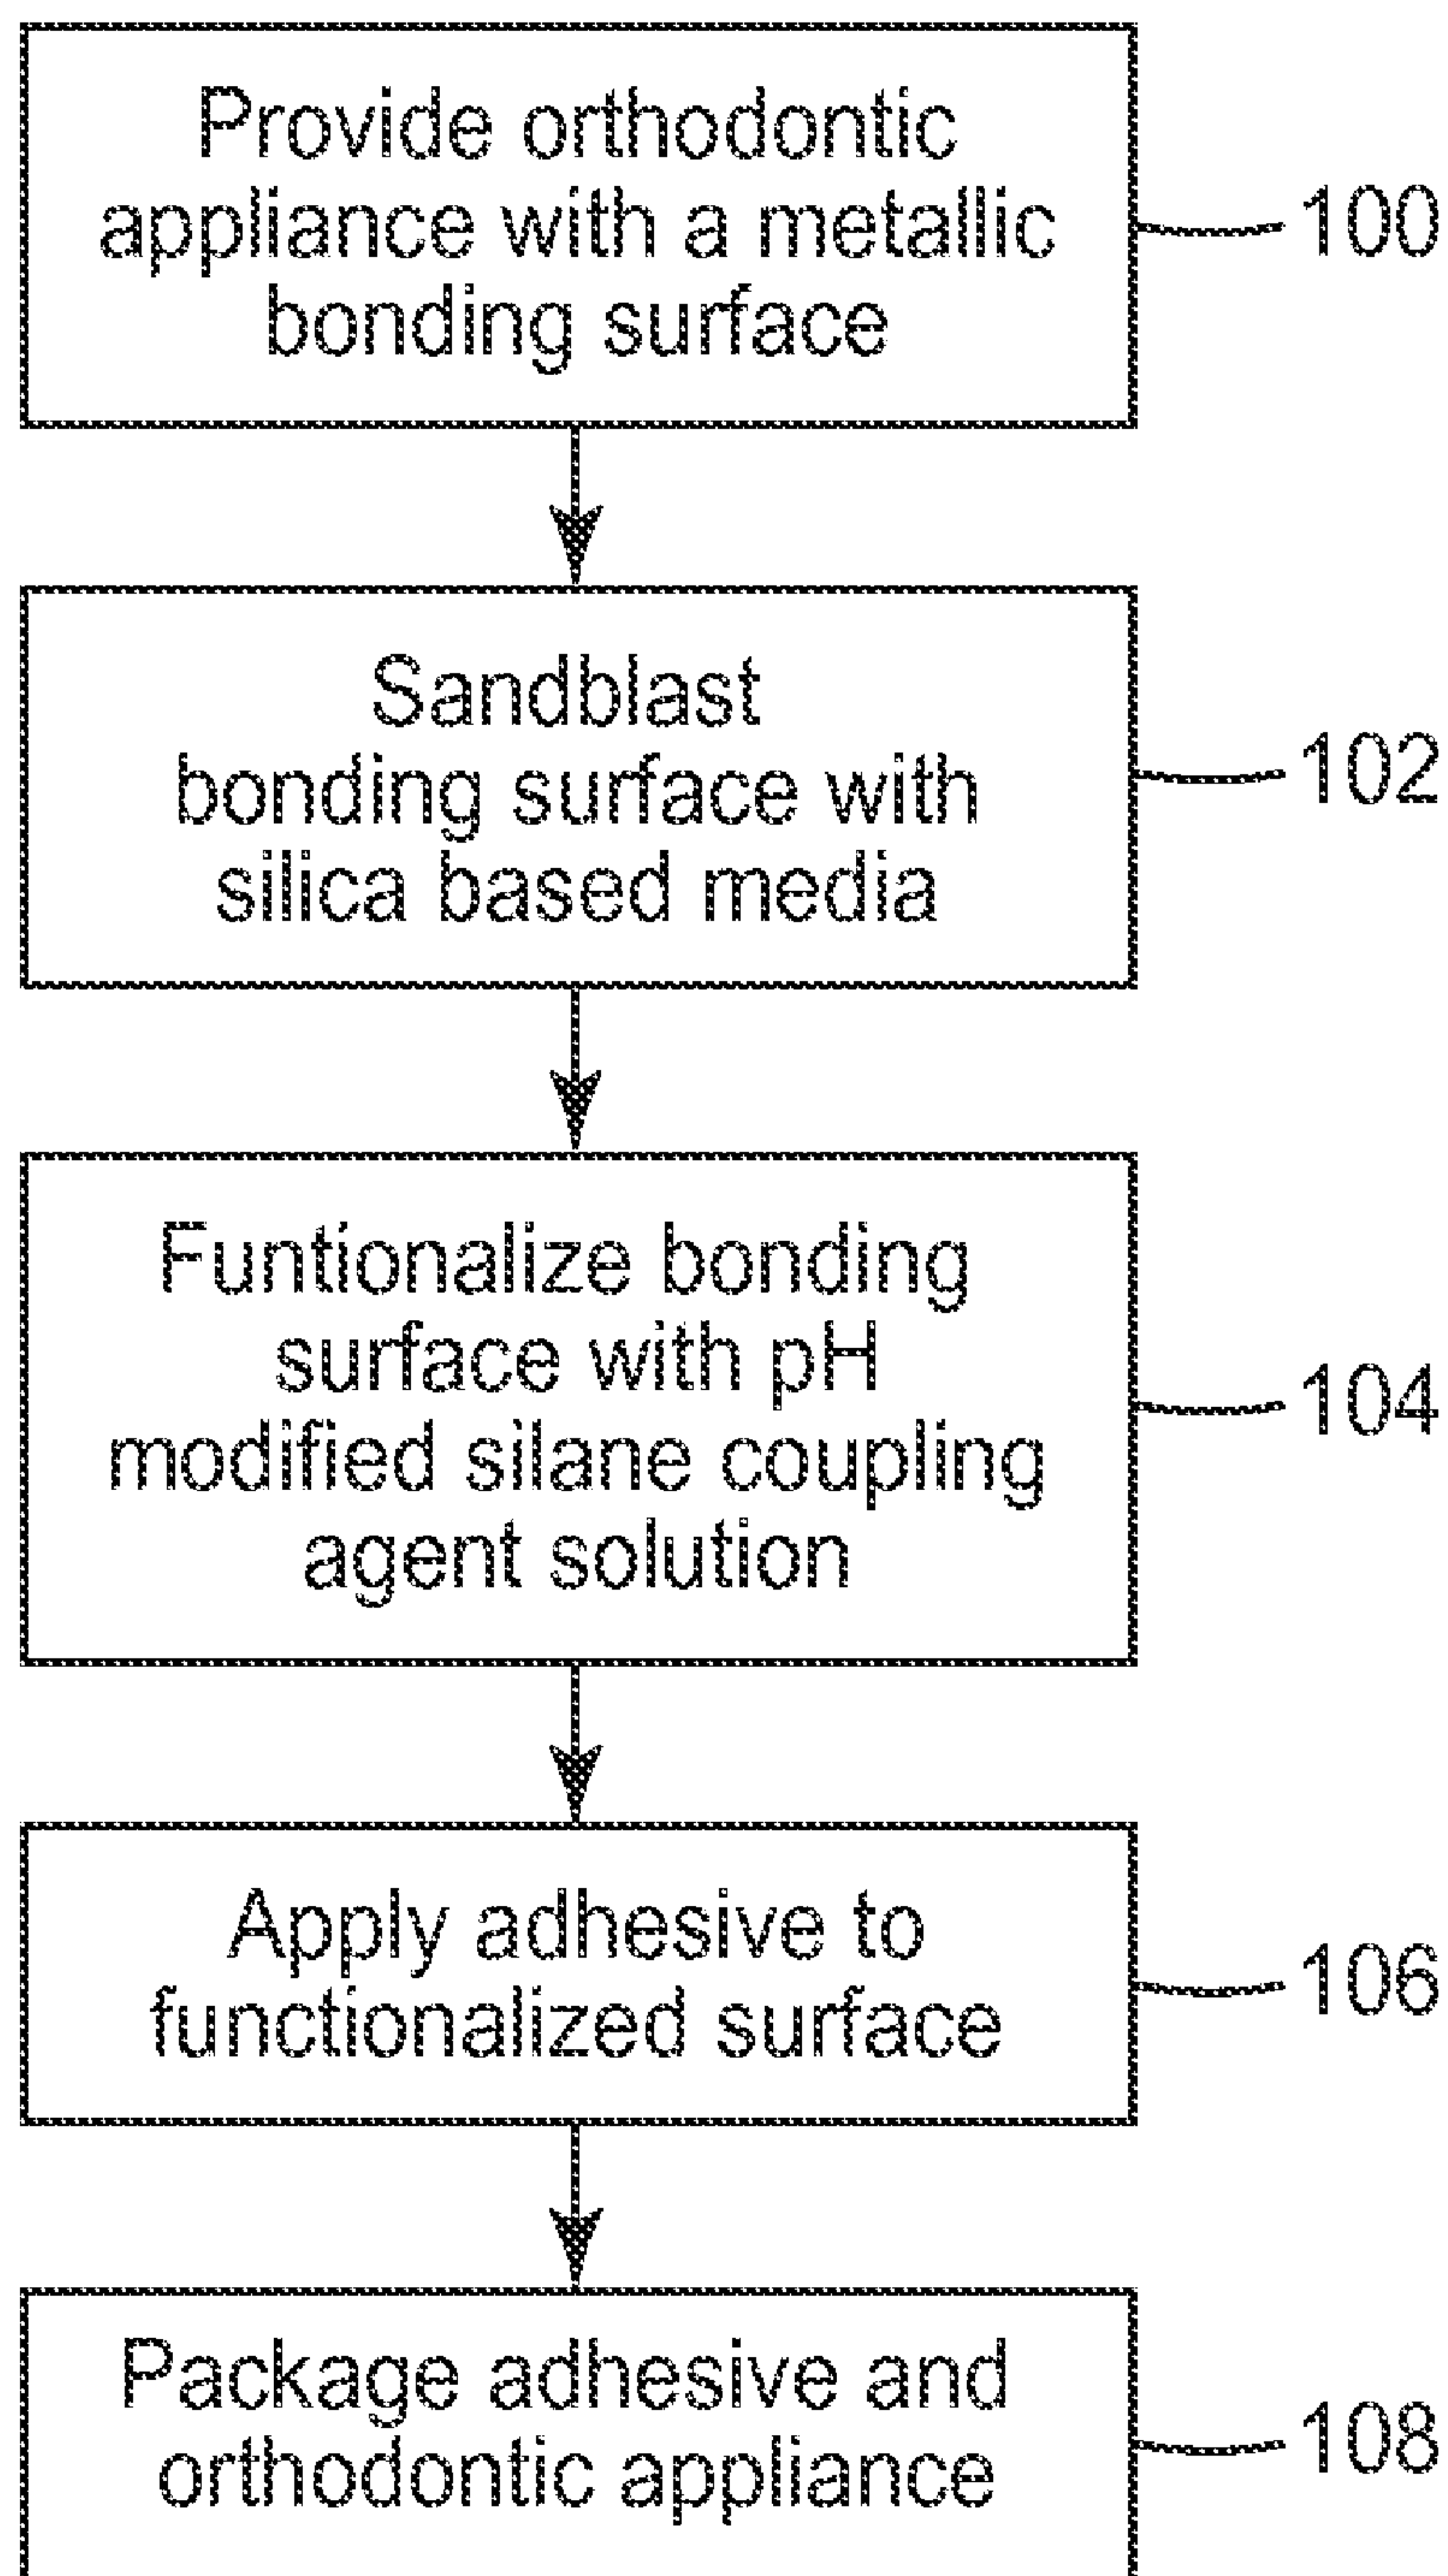 Provide orthodontic
appliance with a metallic
bonding surface
100
Sandblast
bonding surface with
silica based media
102
Funtionalize bonding
surface with pH
modified silane coupling
agent solution
104
Apply adhesive to
functionalized surface
106
Package adhesive and
orthodontic appliance
108